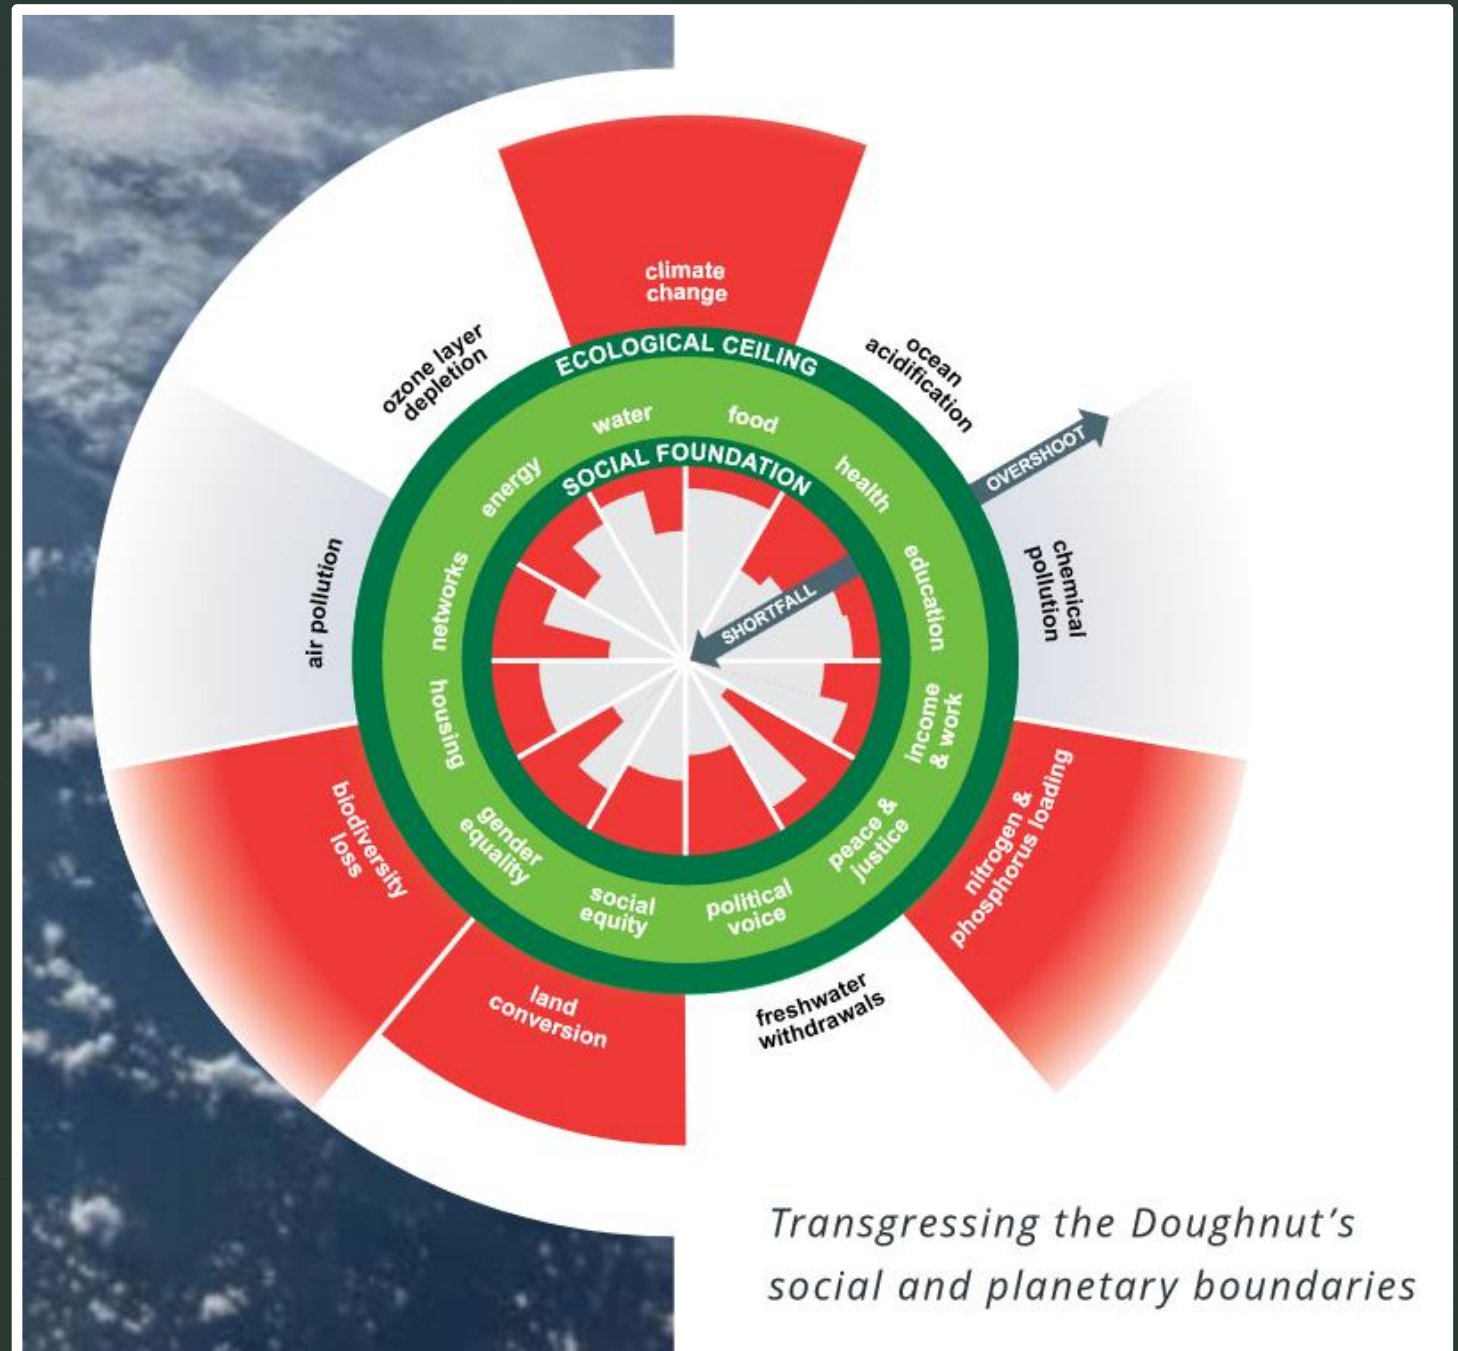 climate
change
ozone layer
depletion
ocean
acidification
ECOLOGICAL CEILING
OVERSHOOT
water
food
energy
health
SOCIAL FOUNDATION
networks
education
SHORTFALL
air pollution
chemical
pollution
housing
income
& work
biodiversity
loss
gender
equality
peace &
justice
nitrogen &
phosphorus loading
social
equity
political
voice
land
conversion
freshwater
withdrawals
Transgressing the Doughnut’s
social and planetary boundaries